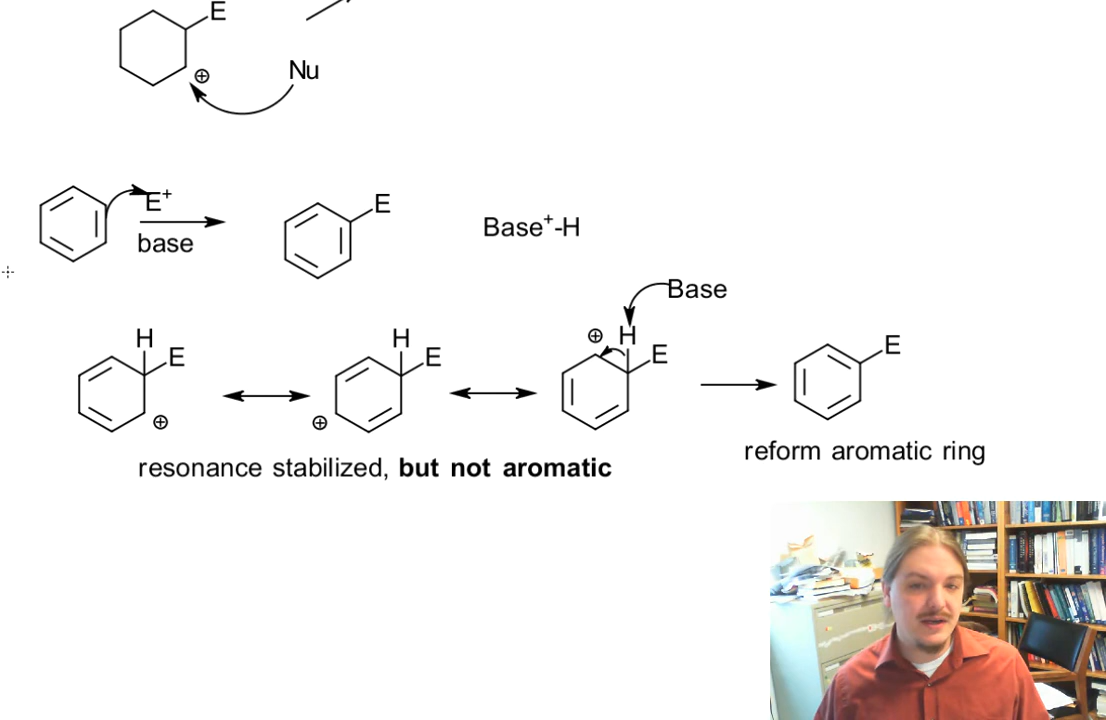 E
⊕
Nu
E⁺
base
E
Base⁺-H
Base
H
E
⊕
H
E
⊕
⊕
H
E
E
resonance stabilized, but not aromatic
reform aromatic ring